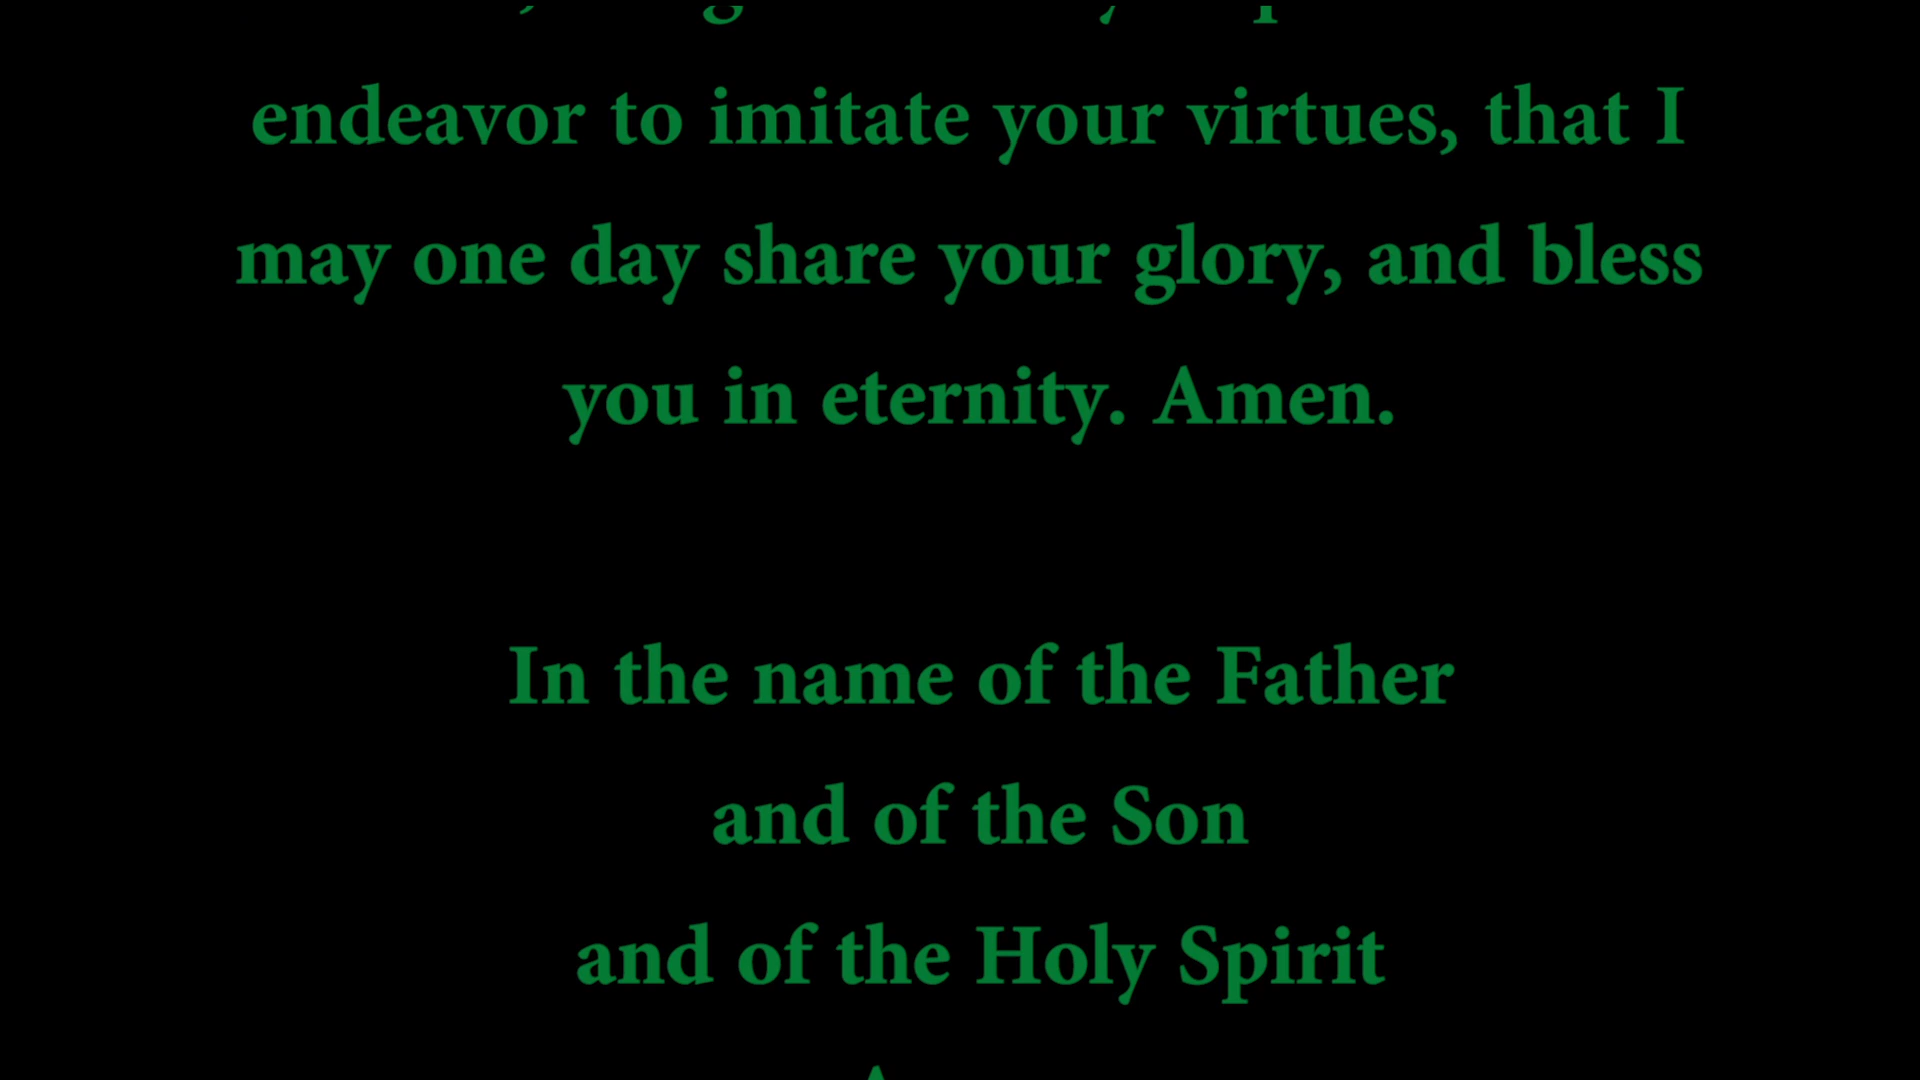 endeavor to imitate your virtues, that I
may one day share your glory, and bless
you in eternity. Amen.
In the name of the Father
and of the Son
and of the Holy Spirit